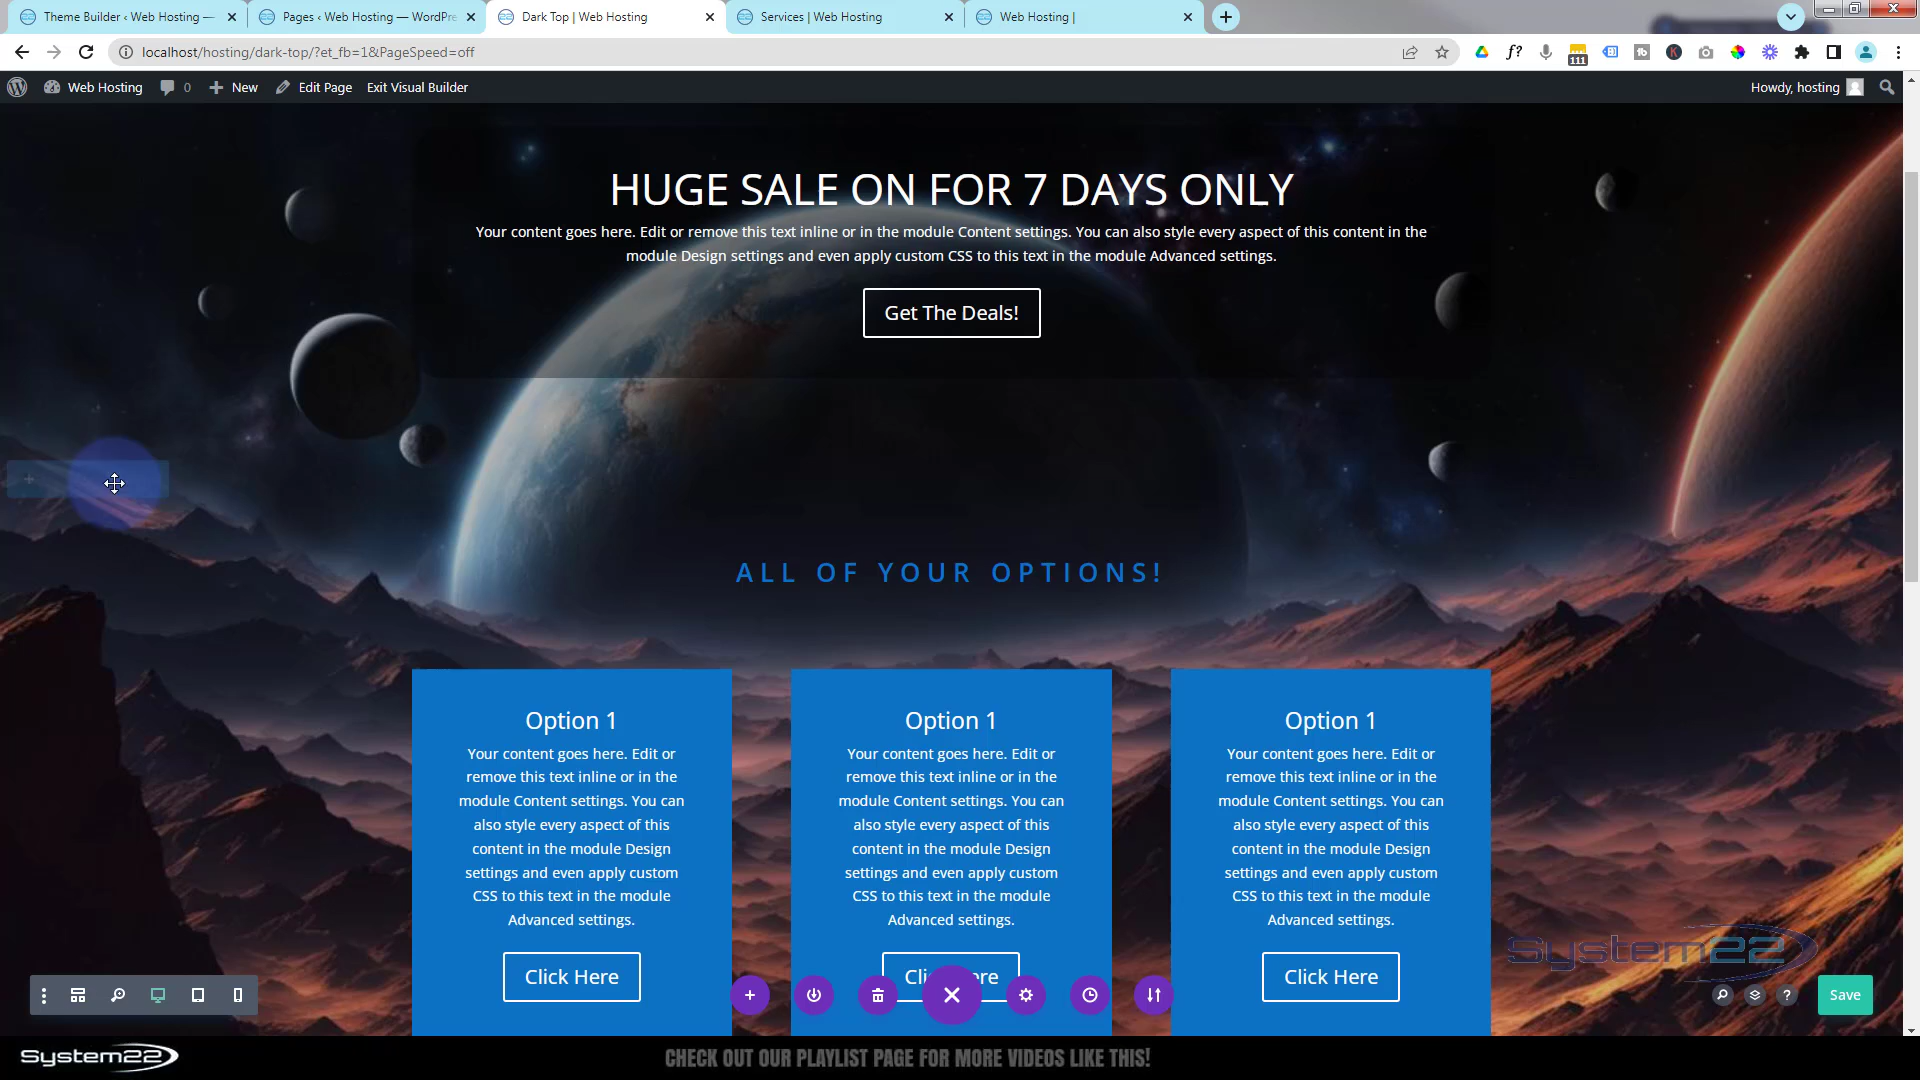 Theme Builder ‹ Web Hosting —
Pages ‹ Web Hosting — WordPre
Dark Top | Web Hosting
Services | Web Hosting
Web Hosting |
localhost/hosting/dark-top/?et_fb=1&PageSpeed=off
f?
fb
K
111
Web Hosting
0
New
Edit Page
Exit Visual Builder
Howdy, hosting
HUGE SALE ON FOR 7 DAYS ONLY
Your content goes here. Edit or remove this text inline or in the module Content settings. You can also style every aspect of this content in the
module Design settings and even apply custom CSS to this text in the module Advanced settings.
Get The Deals!
ALL OF YOUR OPTIONS!
Option 1
Your content goes here. Edit or
remove this text inline or in the
module Content settings. You can
also style every aspect of this
content in the module Design
settings and even apply custom
CSS to this text in the module
Advanced settings.
Click Here
Option 1
Your content goes here. Edit or
remove this text inline or in the
module Content settings. You can
also style every aspect of this
content in the module Design
settings and even apply custom
CSS to this text in the module
Advanced settings.
Click Here
Option 1
Your content goes here. Edit or
remove this text inline or in the
module Content settings. You can
also style every aspect of this
content in the module Design
settings and even apply custom
CSS to this text in the module
Advanced settings.
Click Here
System22
?
Save
System22
CHECK OUT OUR PLAYLIST PAGE FOR MORE VIDEOS LIKE THIS!